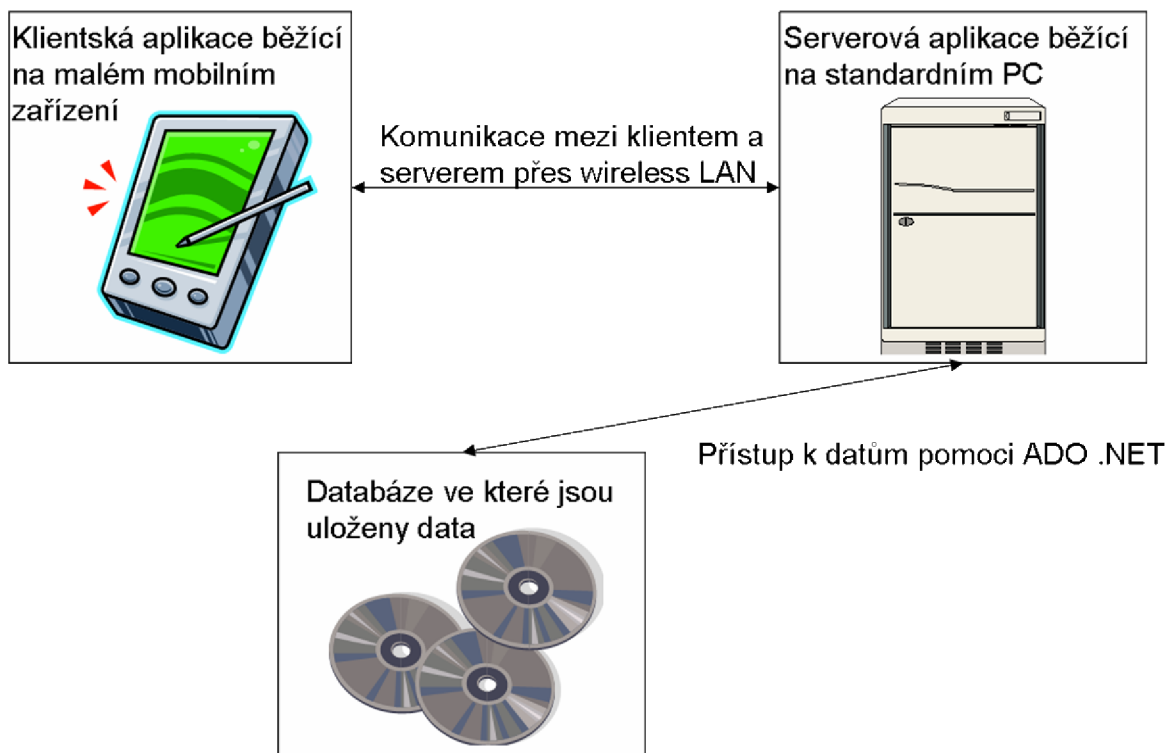 Klientská aplikace běžící
na malém mobilním
zařízení
Serverová aplikace běžící
na standardním PC
Komunikace mezi klientem a
serverem přes wireless LAN
Přístup k datům pomoci ADO .NET
Databáze ve které jsou
uloženy data